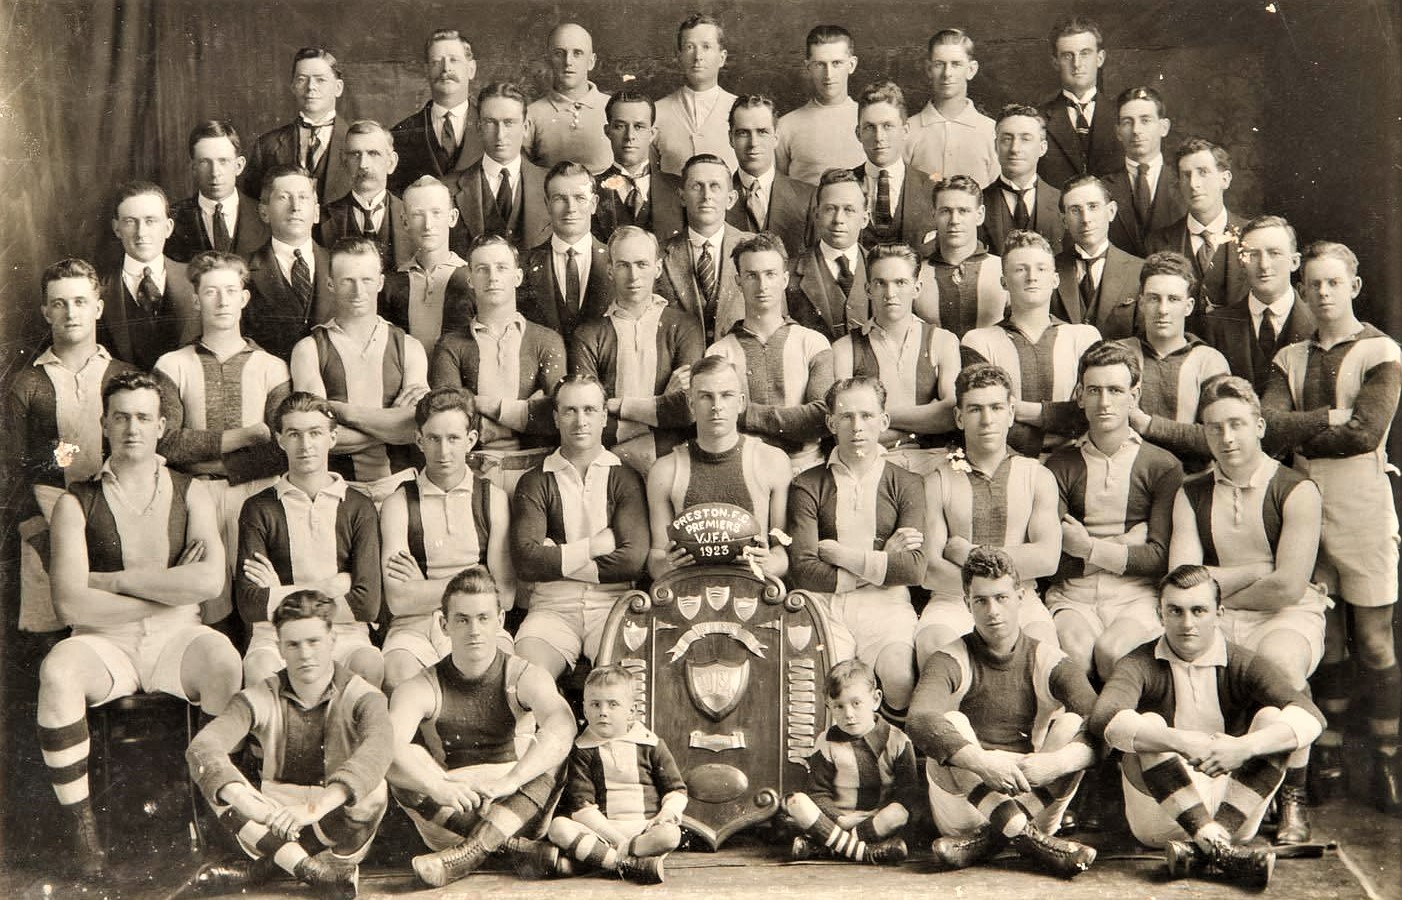 PRESTON.F.C.
PREMIERS
V.J.F.A.
1923